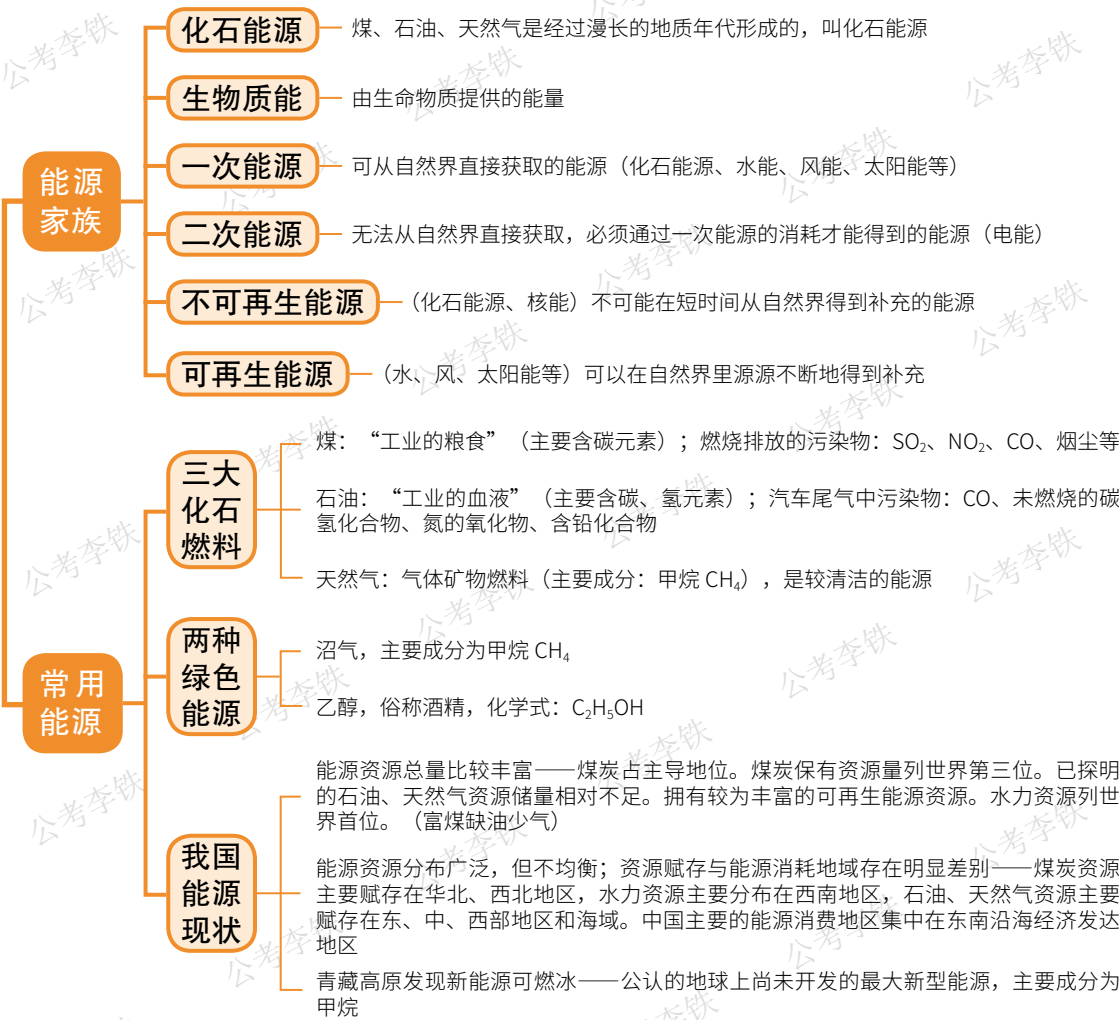 能源
家族
化石能源
煤、石油、天然气是经过漫长的地质年代形成的，叫化石能源
生物质能
由生命物质提供的能量
一次能源
可从自然界直接获取的能源（化石能源、水能、风能、太阳能等）
二次能源
无法从自然界直接获取，必须通过一次能源的消耗才能得到的能源（电能）
不可再生能源
（化石能源、核能）不可能在短时间从自然界得到补充的能源
可再生能源
（水、风、太阳能等）可以在自然界里源源不断地得到补充
常用
能源
三大
化石
燃料
煤：“工业的粮食”（主要含碳元素）；燃烧排放的污染物：SO₂、NO₂、CO、烟尘等
石油：“工业的血液”（主要含碳、氢元素）；汽车尾气中污染物：CO、未燃烧的碳
氢化合物、氮的氧化物、含铅化合物
天然气：气体矿物燃料（主要成分：甲烷 CH₄），是较清洁的能源
两种
绿色
能源
沼气，主要成分为甲烷 CH₄
乙醇，俗称酒精，化学式：C₂H₅OH
我国
能源
现状
能源资源总量比较丰富——煤炭占主导地位。煤炭保有资源量列世界第三位。已探明
的石油、天然气资源储量相对不足。拥有较为丰富的可再生能源资源。水力资源列世
界首位。（富煤缺油少气）
能源资源分布广泛，但不均衡；资源赋存与能源消耗地域存在明显差别——煤炭资源
主要赋存在华北、西北地区，水力资源主要分布在西南地区，石油、天然气资源主要
赋存在东、中、西部地区和海域。中国主要的能源消费地区集中在东南沿海经济发达
地区
青藏高原发现新能源可燃冰——公认的地球上尚未开发的最大新型能源，主要成分为
甲烷
公考李铁